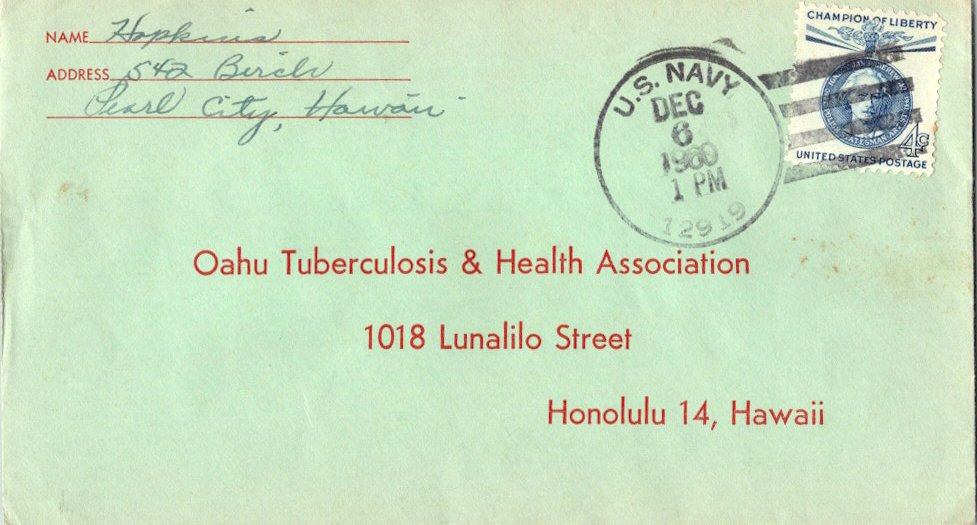 NAME Hopkins
ADDRESS 542 Birch
Pearl City, Hawaii
U.S. NAVY
DEC
6
1960
1 PM
12919
CHAMPION OF LIBERTY
4¢
UNITED STATES POSTAGE
Oahu Tuberculosis & Health Association
1018 Lunalilo Street
Honolulu 14, Hawaii